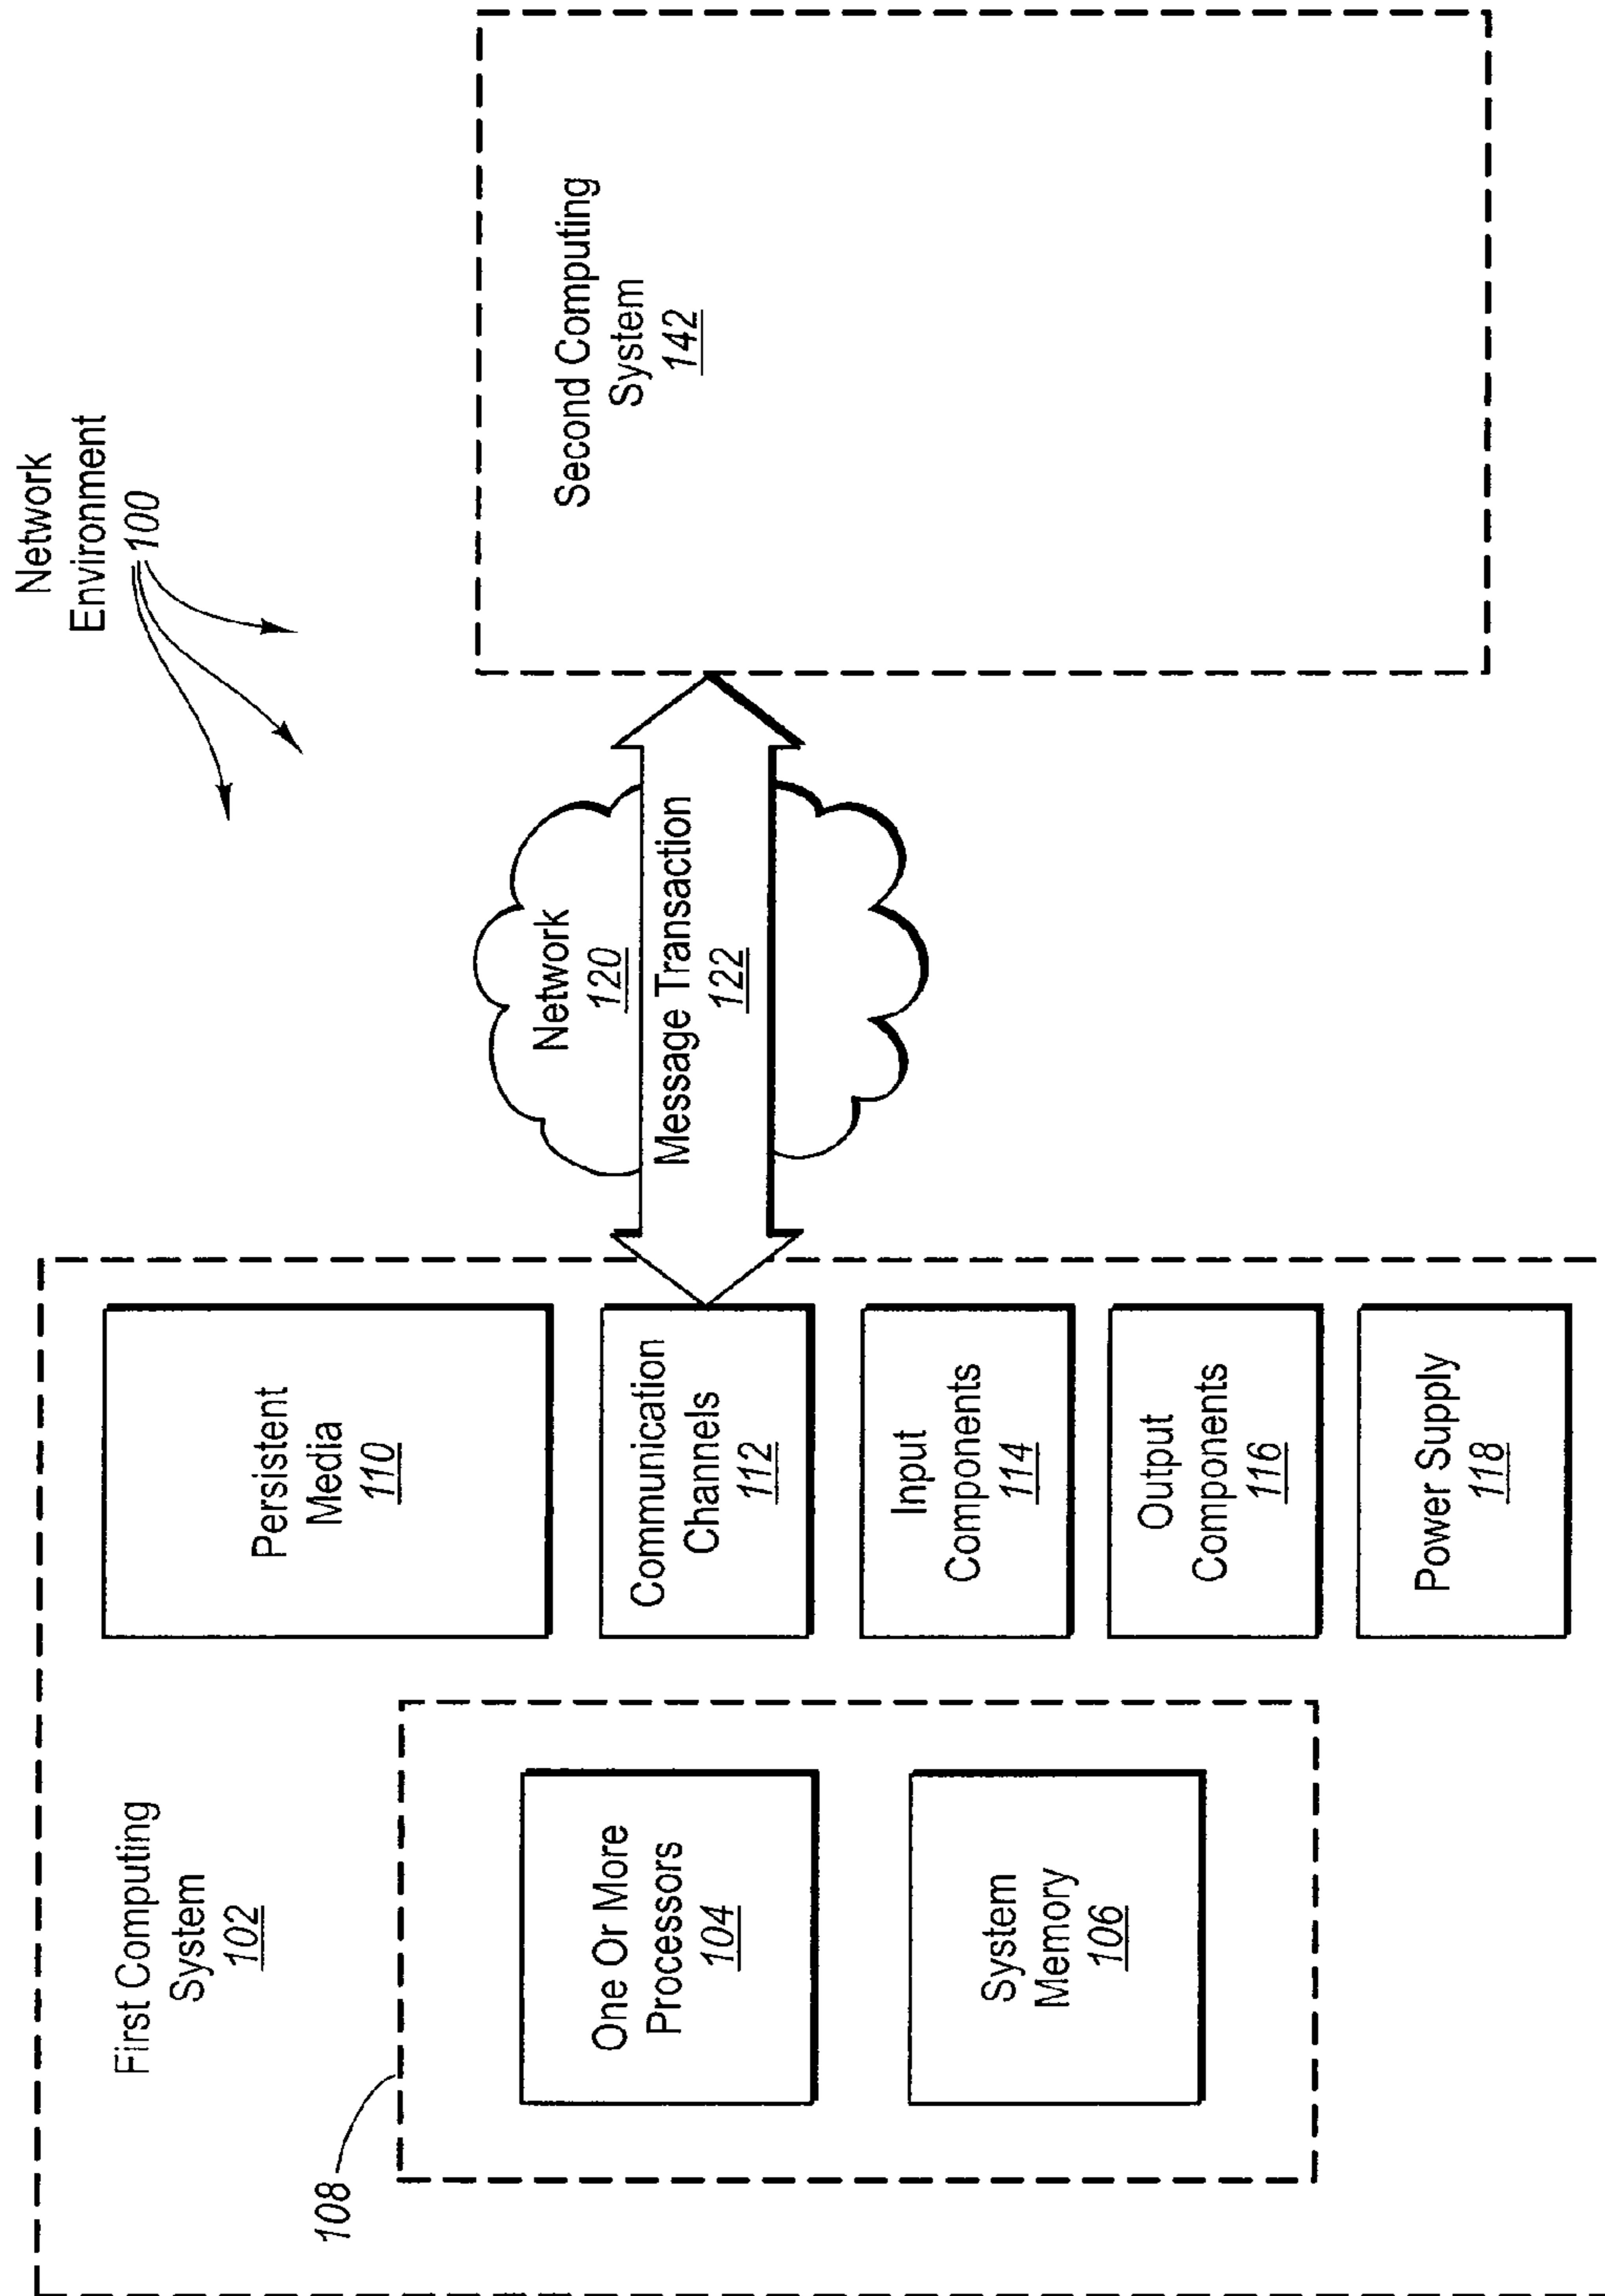 Network
Environment
100
First Computing
System
102
108
One Or More
Processors
104
System
Memory
106
Persistent
Media
110
Communication
Channels
112
Input
Components
114
Output
Components
116
Power Supply
118
Network
120
Message Transaction
122
Second Computing
System
142